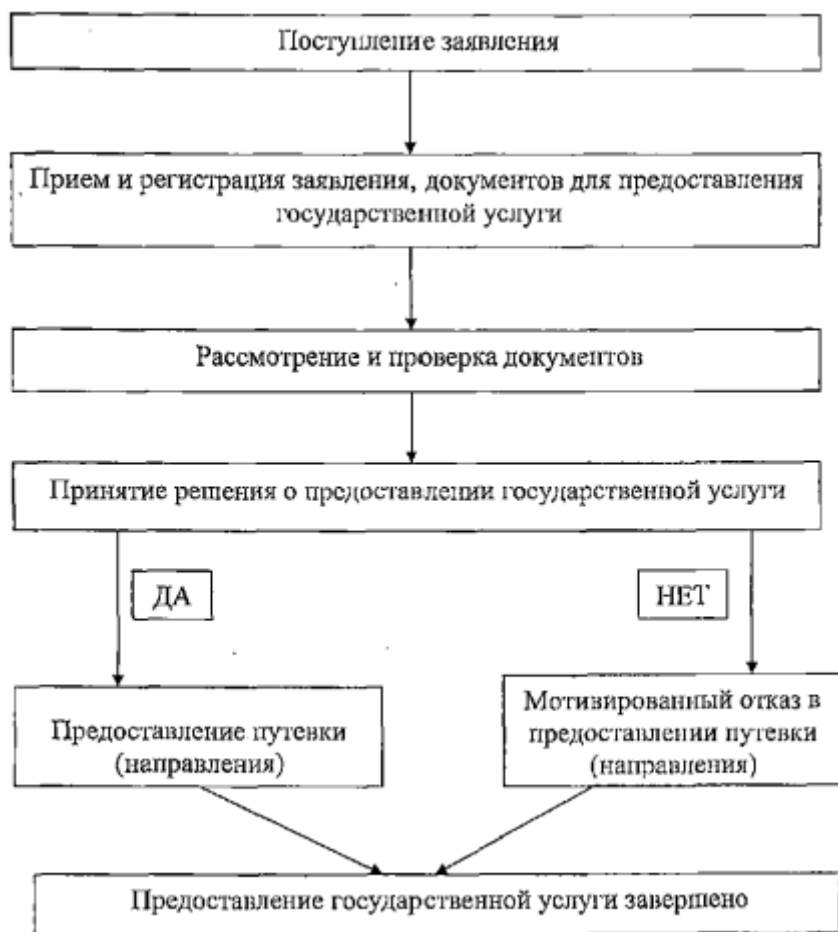 Поступление заявления
Прием и регистрация заявления, документов для предоставления
государственной услуги
Рассмотрение и проверка документов
Принятие решения о предоставлении государственной услуги
ДА
НЕТ
Предоставление путевки
(направления)
Мотивированный отказ в
предоставлении путевки
(направления)
Предоставление государственной услуги завершено